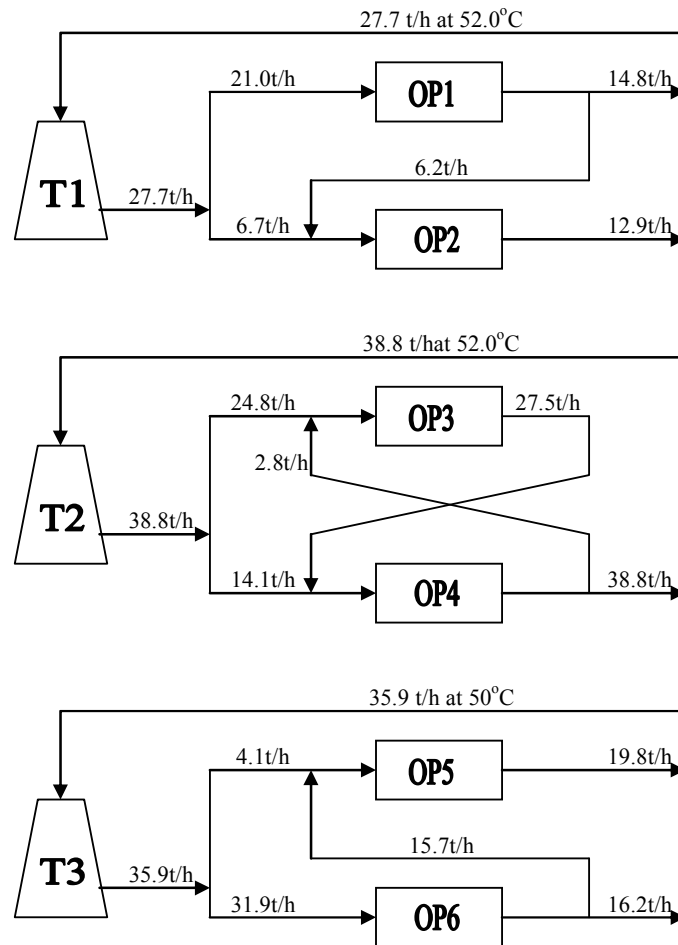 27.7 t/h at 52.0°C
21.0t/h
OP1
14.8t/h
T1
27.7t/h
6.2t/h
6.7t/h
OP2
12.9t/h
38.8 t/hat 52.0°C
24.8t/h
OP3
27.5t/h
2.8t/h
T2
38.8t/h
14.1t/h
OP4
38.8t/h
35.9 t/h at 50°C
4.1t/h
OP5
19.8t/h
T3
35.9t/h
15.7t/h
31.9t/h
OP6
16.2t/h